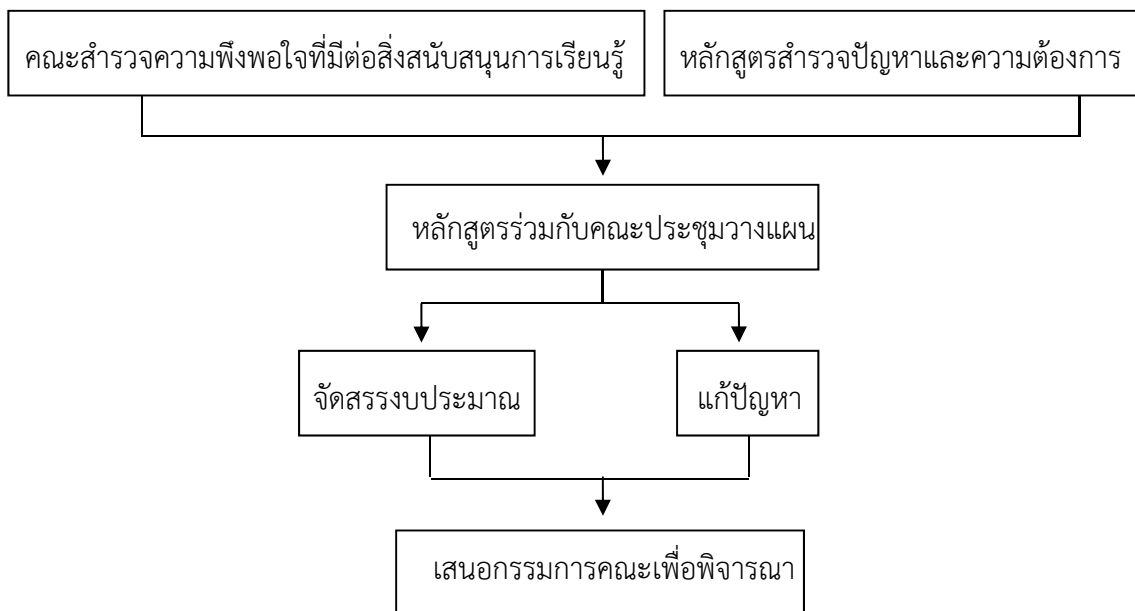 คณะสำรวจความพึงพอใจที่มีต่อสิ่งสนับสนุนการเรียนรู้
หลักสูตรสำรวจปัญหาและความต้องการ
หลักสูตรร่วมกับคณะประชุมวางแผน
จัดสรรงบประมาณ
แก้ปัญหา
เสนอกรรมการคณะเพื่อพิจารณา